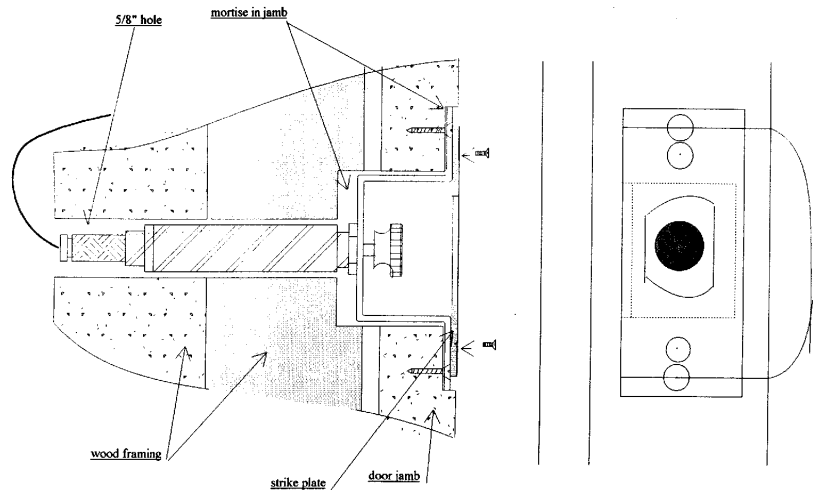 5/8" hole
mortise in jamb
wood framing
strike plate
door jamb